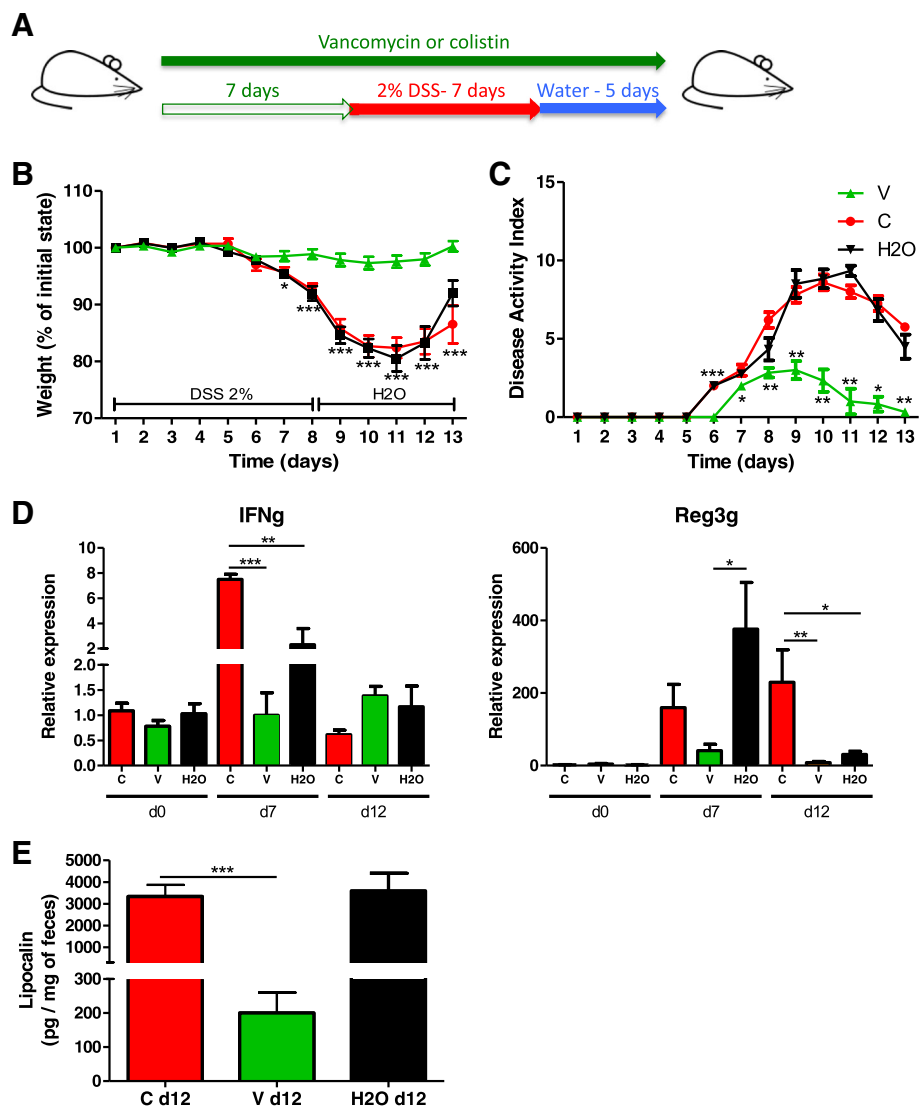 A
Vancomycin or colistin
7 days
2% DSS- 7 days
Water - 5 days
B
Weight (% of initial state)
110
100
90
80
70
*
***
***
***
***
***
***
DSS 2%
H2O
1 2 3 4 5 6 7 8 9 10 11 12 13
Time (days)
C
Disease Activity Index
15
10
5
0
V
C
H2O
***
*
**
**
**
**
*
**
1 2 3 4 5 6 7 8 9 10 11 12 13
Time (days)
D
IFNg
Relative expression
10
8
6
4
2
2.0
1.5
1.0
0.5
0.0
**
***
C V H2O C V H2O C V H2O
d0 d7 d12
Reg3g
Relative expression
600
400
200
0
*
*
**
C V H2O C V H2O C V H2O
d0 d7 d12
E
Lipocalin
(pg / mg of feces)
5000
4000
3000
2000
1000
300
200
100
0
***
C d12 V d12 H2O d12